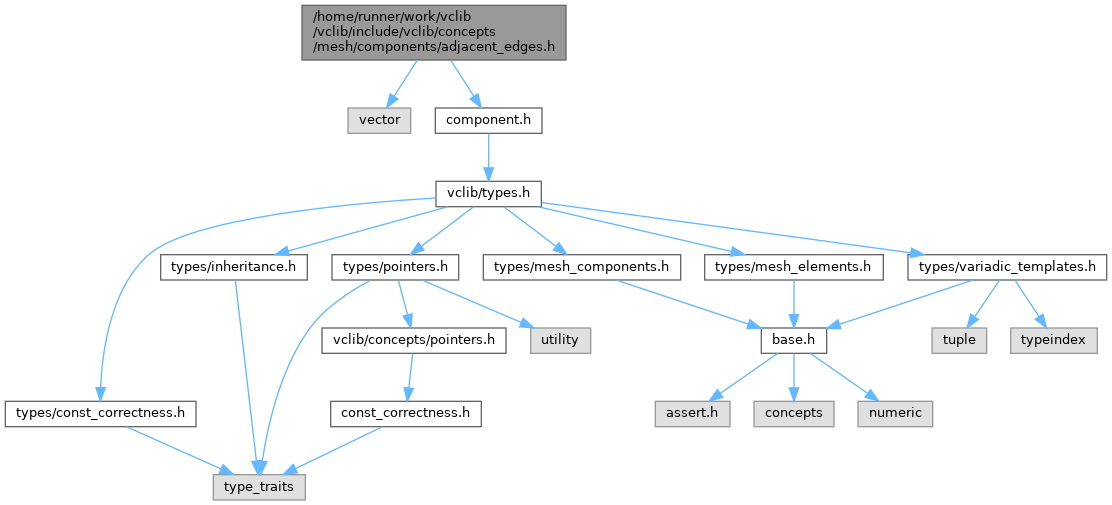 /home/runner/work/vclib
/vclib/include/vclib/concepts
/mesh/components/adjacent_edges.h
vector
component.h
vclib/types.h
types/inheritance.h
types/pointers.h
types/mesh_components.h
types/mesh_elements.h
types/variadic_templates.h
vclib/concepts/pointers.h
utility
base.h
tuple
typeindex
types/const_correctness.h
const_correctness.h
assert.h
concepts
numeric
type_traits